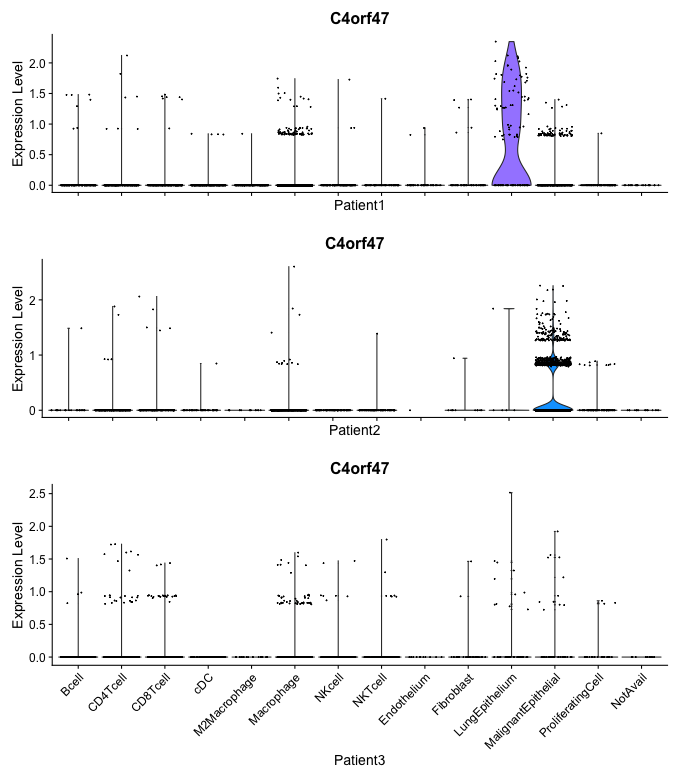 C4orf47
Expression Level
2.0
1.5
1.0
0.5
0.0
Patient1
C4orf47
Expression Level
2
1
0
Patient2
C4orf47
Expression Level
2.5
2.0
1.5
1.0
0.5
0.0
Bcell
CD4Tcell
CD8Tcell
cDC
M2Macrophage
Macrophage
NKcell
NKTcell
Endothelium
Fibroblast
LungEpithelium
MalignantEpithelial
ProliferatingCell
NotAvail
Patient3